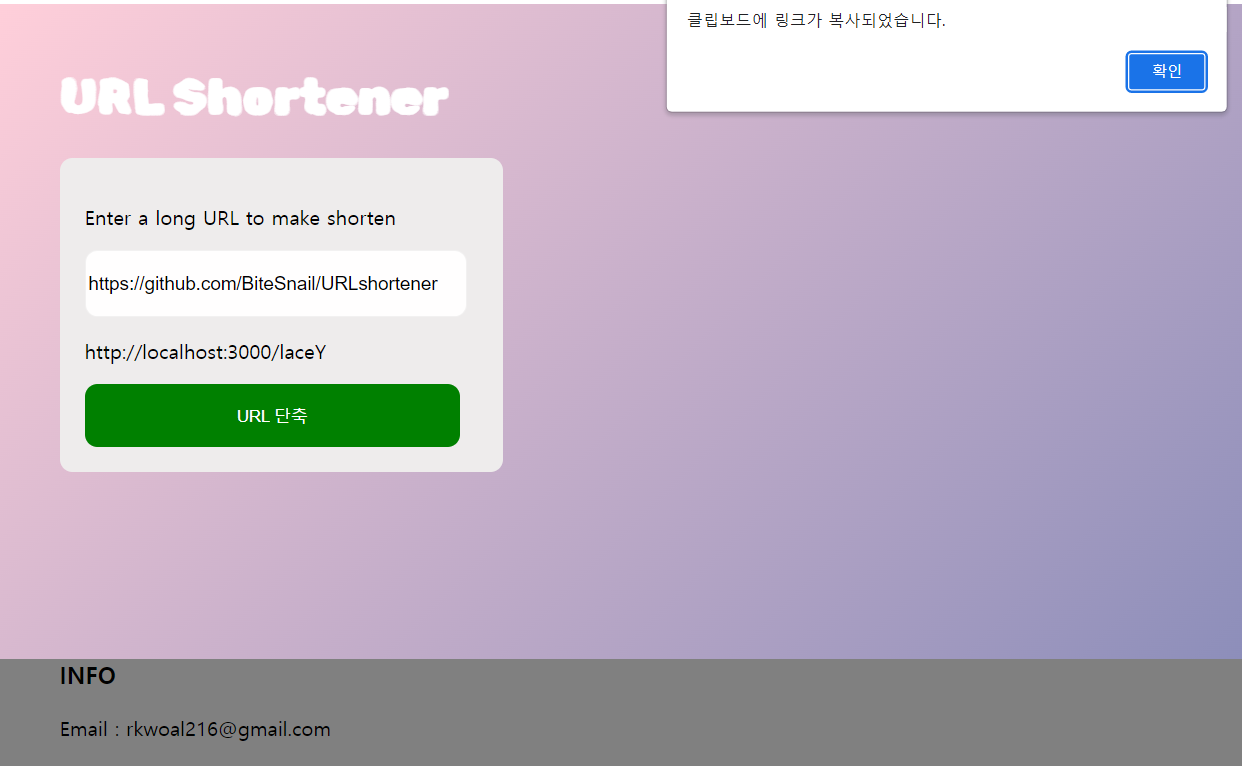 클립보드에 링크가 복사되었습니다.
확인
URL Shortener
Enter a long URL to make shorten
https://github.com/BiteSnail/URLshortener
http://localhost:3000/laceY
URL 단축
INFO
Email : rkwoal216@gmail.com